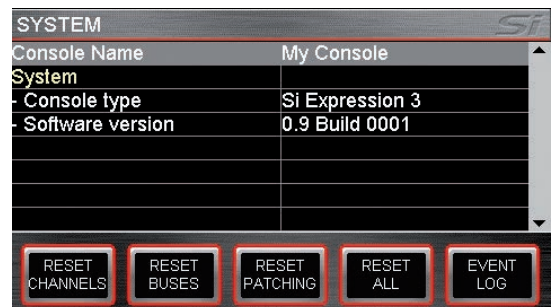 SYSTEM
Si
Console Name My Console
System
- Console type Si Expression 3
- Software version 0.9 Build 0001
RESET CHANNELS
RESET BUSES
RESET PATCHING
RESET ALL
EVENT LOG